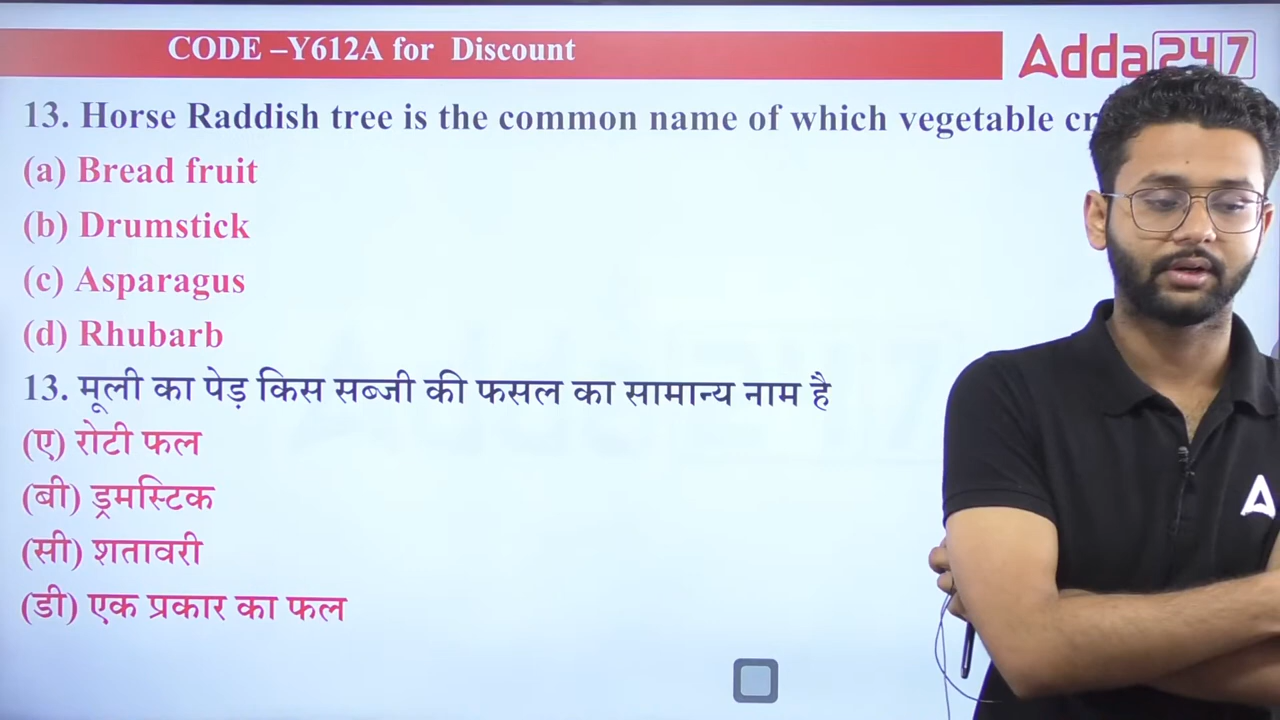 CODE –Y612A for Discount
Adda247
13. Horse Raddish tree is the common name of which vegetable
(a) Bread fruit
(b) Drumstick
(c) Asparagus
(d) Rhubarb
13. मूली का पेड़ किस सब्जी की फसल का सामान्य नाम है
(ए) रोटी फल
(बी) ड्रमस्टिक
(सी) शतावरी
(डी) एक प्रकार का फल